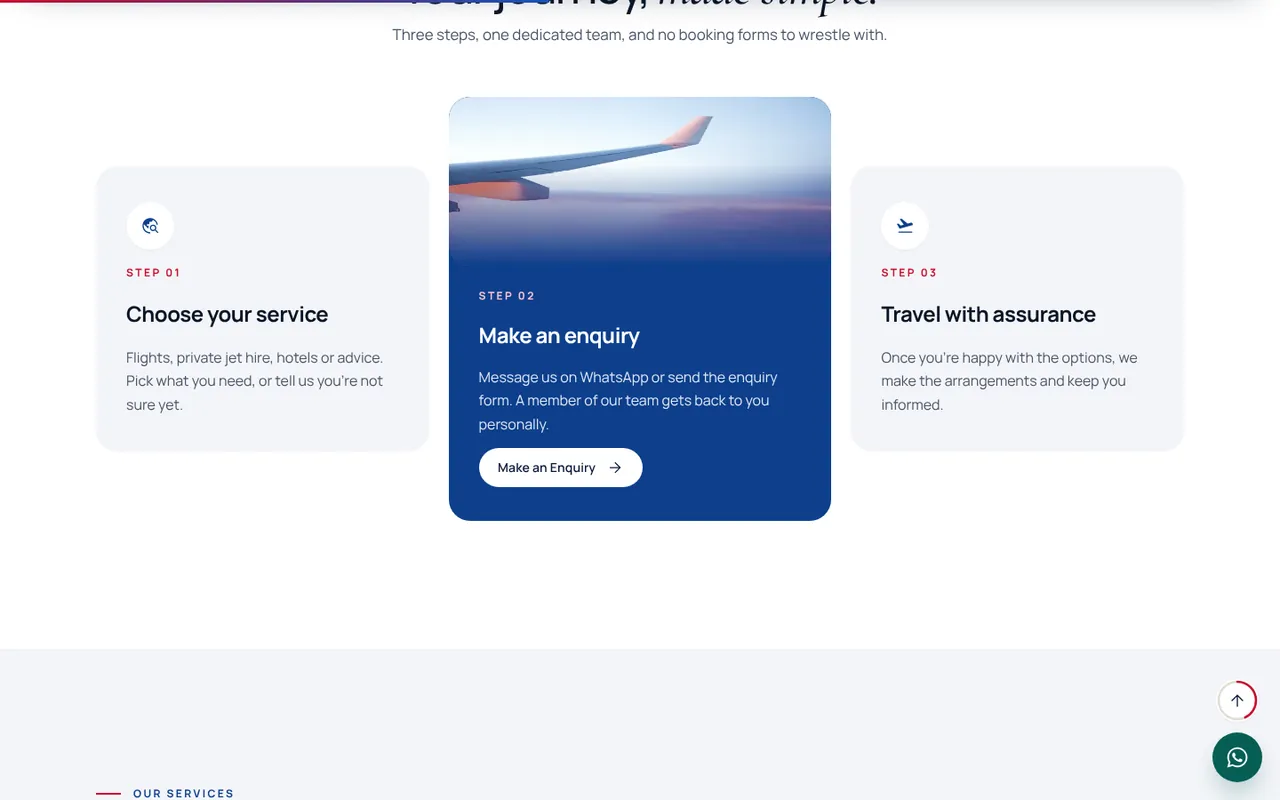 Your journey, made simple.
Three steps, one dedicated team, and no booking forms to wrestle with.
STEP 01
Choose your service
Flights, private jet hire, hotels or advice.
Pick what you need, or tell us you're not
sure yet.
STEP 02
Make an enquiry
Message us on WhatsApp or send the enquiry
form. A member of our team gets back to you
personally.
Make an Enquiry
STEP 03
Travel with assurance
Once you're happy with the options, we
make the arrangements and keep you
informed.
OUR SERVICES